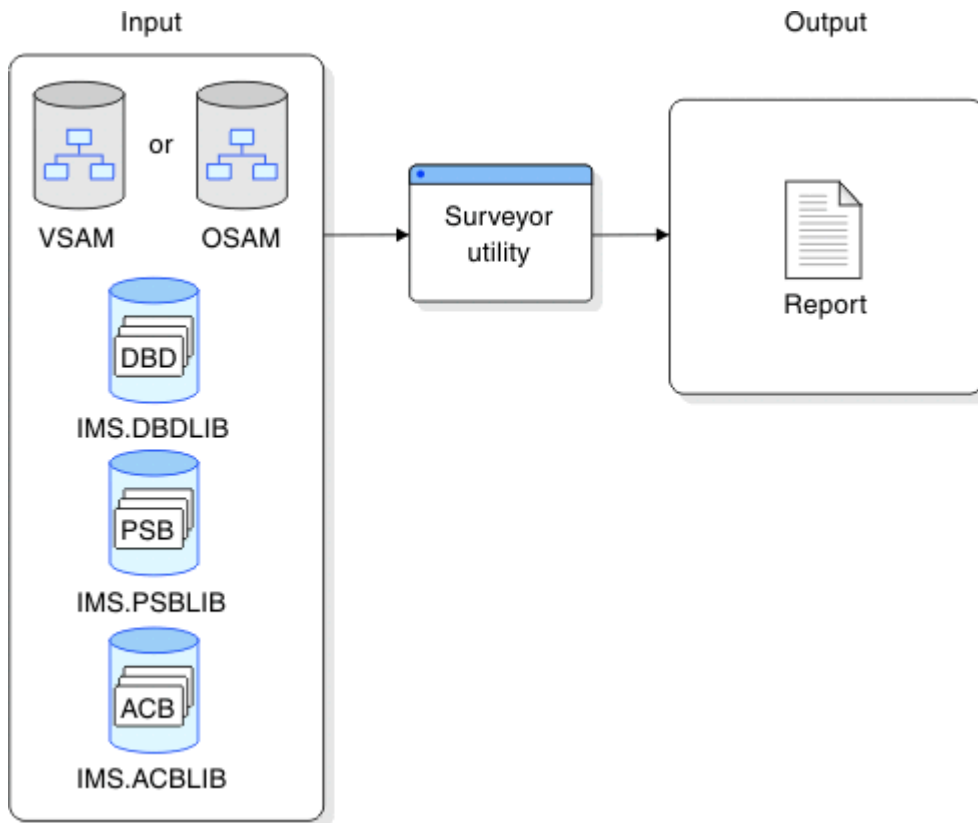 Input
Output
or
VSAM
OSAM
Surveyor
utility
Report
DBD
IMS.DBDLIB
PSB
IMS.PSBLIB
ACB
IMS.ACBLIB